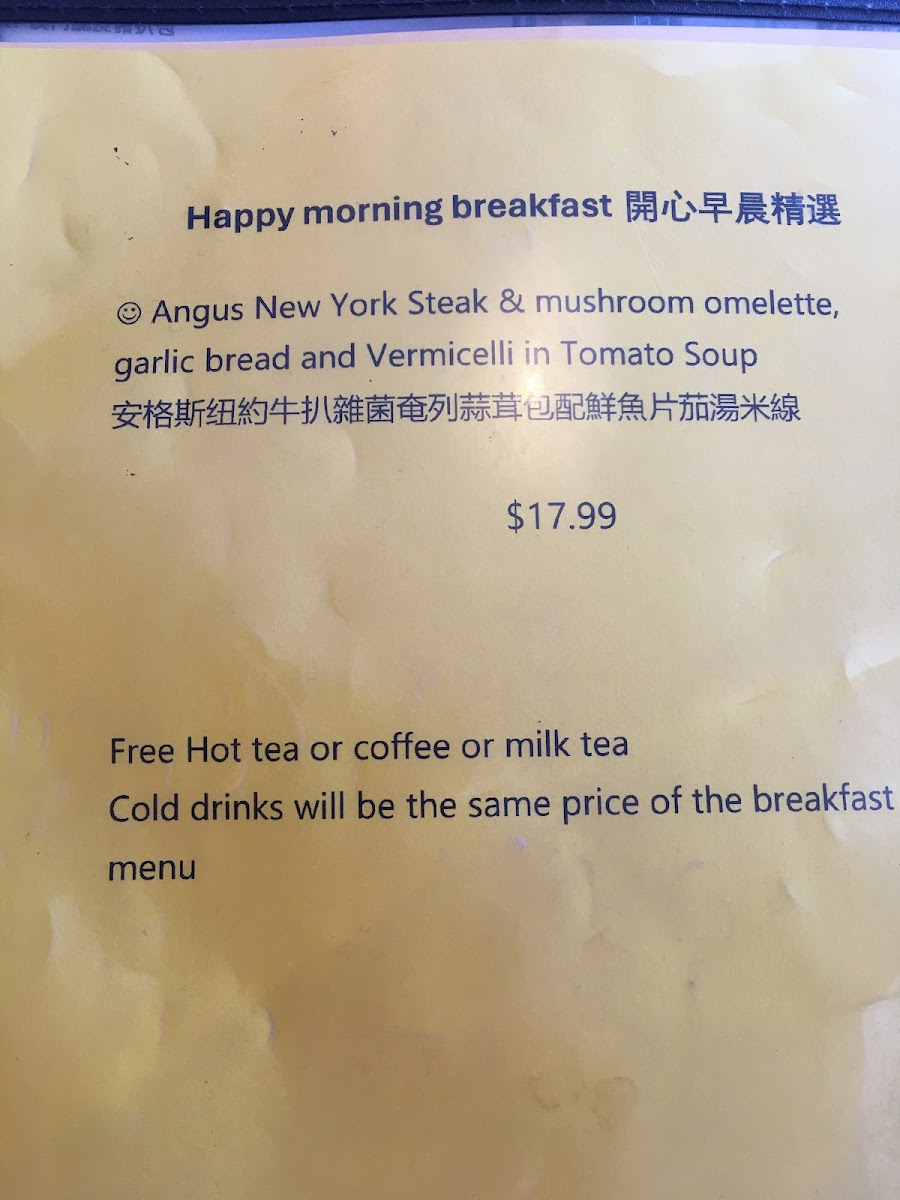 Happy morning breakfast 開心早晨精選
☺ Angus New York Steak & mushroom omelette,
garlic bread and Vermicelli in Tomato Soup
安格斯纽約牛扒雜菌奄列蒜茸包配鮮魚片茄湯米線
$17.99
Free Hot tea or coffee or milk tea
Cold drinks will be the same price of the breakfast
menu